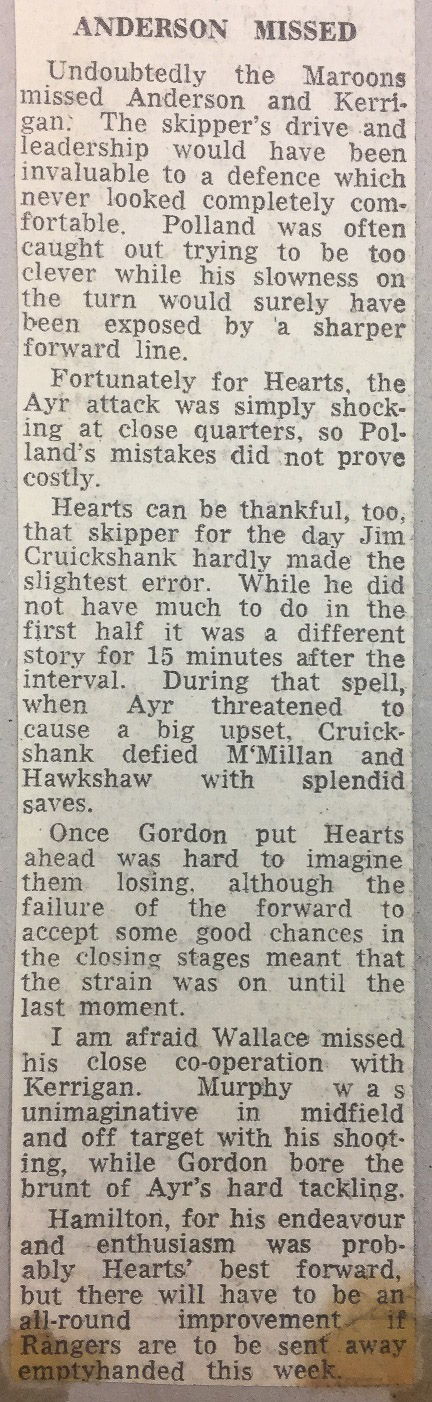 ANDERSON MISSED
Undoubtedly the Maroons
missed Anderson and Kerri-
gan. The skipper's drive and
leadership would have been
invaluable to a defence which
never looked completely com-
fortable. Polland was often
caught out trying to be too
clever while his slowness on
the turn would surely have
been exposed by a sharper
forward line.
Fortunately for Hearts, the
Ayr attack was simply shock-
ing at close quarters, so Pol-
land's mistakes did not prove
costly.
Hearts can be thankful, too,
that skipper for the day Jim
Cruickshank hardly made the
slightest error. While he did
not have much to do in the
first half it was a different
story for 15 minutes after the
interval. During that spell,
when Ayr threatened to
cause a big upset, Cruick-
shank defied M'Millan and
Hawkshaw with splendid
saves.
Once Gordon put Hearts
ahead was hard to imagine
them losing, although the
failure of the forward to
accept some good chances in
the closing stages meant that
the strain was on until the
last moment.
I am afraid Wallace missed
his close co-operation with
Kerrigan. Murphy was
unimaginative in midfield
and off target with his shoot-
ing, while Gordon bore the
brunt of Ayr's hard tackling.
Hamilton, for his endeavour
and enthusiasm was prob-
ably Hearts' best forward,
but there will have to be an
all-round improvement if
Rangers are to be sent away
emptyhanded this week.